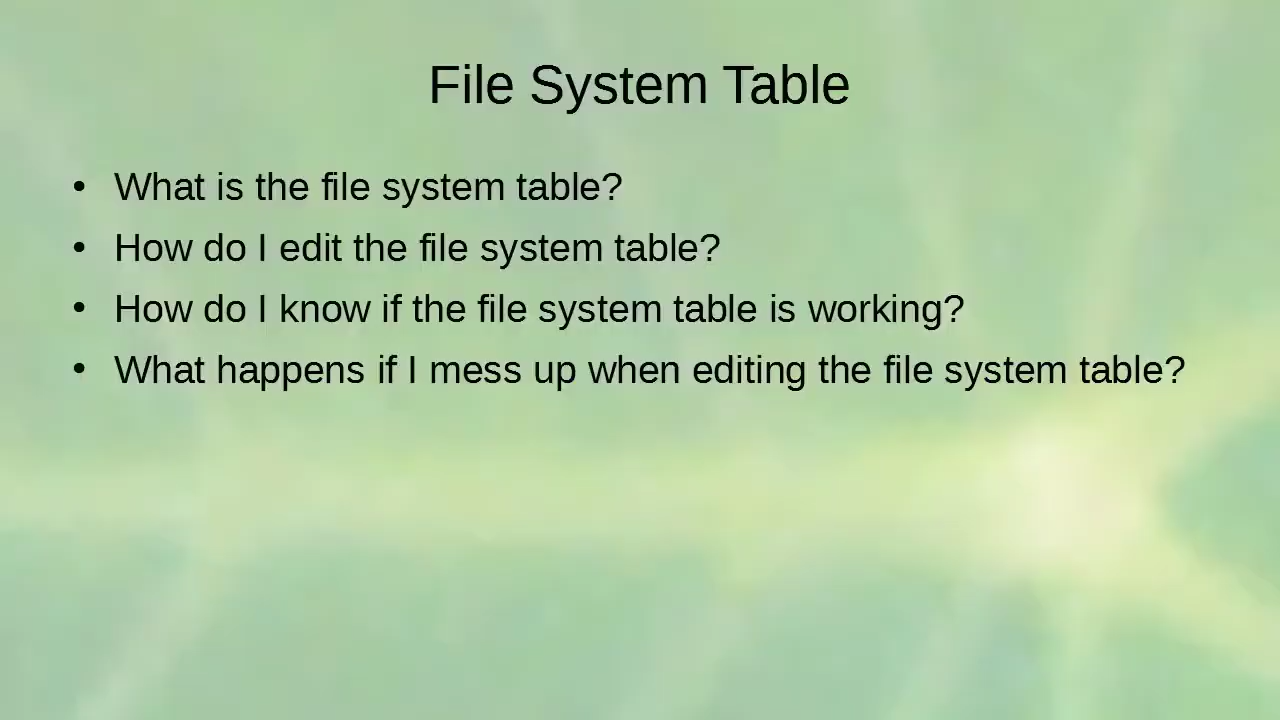 File System Table
• What is the file system table?
• How do I edit the file system table?
• How do I know if the file system table is working?
• What happens if I mess up when editing the file system table?